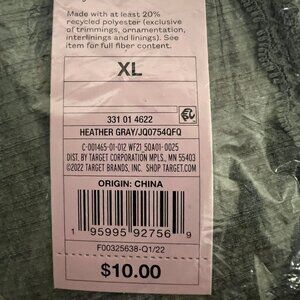 Made with at least 20%
recycled polyester (exclusive
of trimmings, ornamentation,
interlinings and linings). See
item for full fiber content.
XL
331 01 4622
HEATHER GRAY/JQ0754QFQ
C-001465-01-012 WF21 50A01-0025
DIST. BY TARGET CORPORATION MPLS., MN 55403
©2022 TARGET BRANDS, INC. SHOP TARGET.COM
ORIGIN: CHINA
1 95995 92756 9
F00325638-Q1/22
$10.00